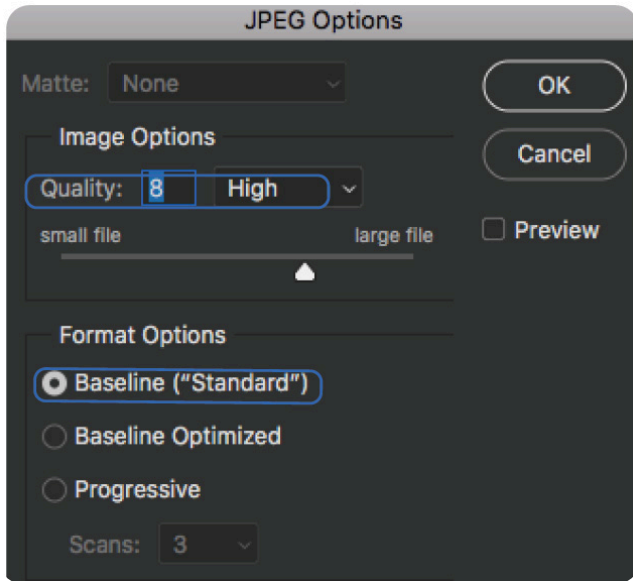 JPEG Options
Matte: None
OK
Image Options
Cancel
Quality: 8 High
small file large file
Preview
Format Options
Baseline (“Standard”)
Baseline Optimized
Progressive
Scans: 3